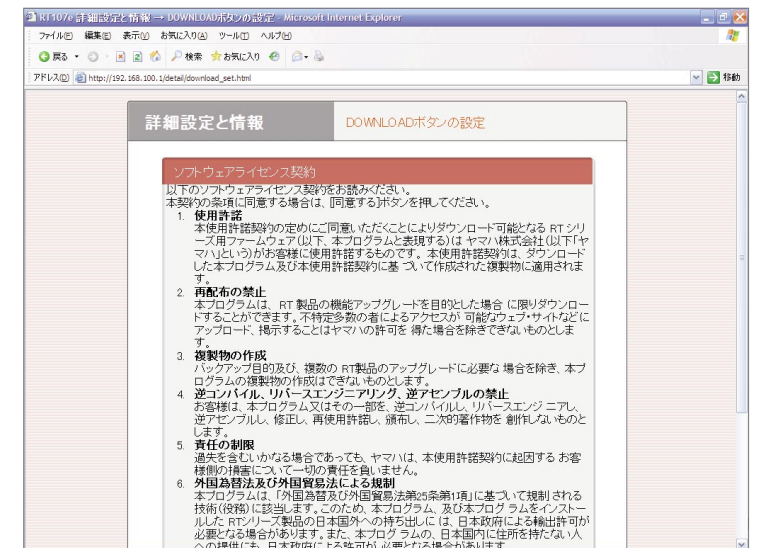 RT107e 詳細設定と情報 → DOWNLOADボタンの設定 - Microsoft Internet Explorer
ファイル(F) 編集(E) 表示(V) お気に入り(A) ツール(T) ヘルプ(H)
戻る 検索 お気に入り
アドレス(D) http://192.168.100.1/detail/download_set.html 移動
詳細設定と情報 DOWNLOADボタンの設定
ソフトウェアライセンス契約
以下のソフトウェアライセンス契約をお読みください。
本契約の条項に同意する場合は、[同意する]ボタンを押してください。
1. 使用許諾
本使用許諾契約の定めにご同意いただくことによりダウンロード可能となる RT シリ
ーズ用ファームウェア(以下、本プログラムと表現する)は ヤマハ株式会社(以下「ヤ
マハ」という)がお客様に使用許諾するものです。本使用許諾契約は、ダウンロード
した本プログラム及び本使用許諾契約に基 づいて作成された複製物に適用されま
す。
2. 再配布の禁止
本プログラムは、 RT 製品の機能アップグレードを目的とした場合 に限りダウンロー
ドすることができます。不特定多数の者によるアクセスが 可能なウェブ・サイトなどに
アップロード、掲示することはヤマハの許可を 得た場合を除きできないものとしま
す。
3. 複製物の作成
バックアップ目的及び、複数の RT製品のアップグレードに必要な 場合を除き、本プ
ログラムの複製物の作成はできないものとします。
4. 逆コンパイル、リバースエンジニアリング、逆アセンブルの禁止
お客様は、本プログラム又はその一部を、逆コンパイルし、リバースエンジ ニアし、
逆アセンブルし、修正し、再使用許諾し、頒布し、二次的著作物を 創作しないものと
します。
5. 責任の制限
過失を含むいかなる場合であっても、ヤマハは、本使用許諾契約に起因する お客
様側の損害について一切の責任を負いません。
6. 外国為替法及び外国貿易法による規制
本プログラムは、「外国為替及び外国貿易法第25条第1項」に基づいて規制 される
技術(役務)に該当します。このため、本プログラム、及び本プログ ラムをインストー
ルした RTシリーズ製品の日本国外への持ち出しに は、日本政府による輸出許可が
必要となる場合があります。また、本プログ ラムの、日本国内に住所を持たない人
への提供にも、日本政府による許可が 必要となる場合があります。